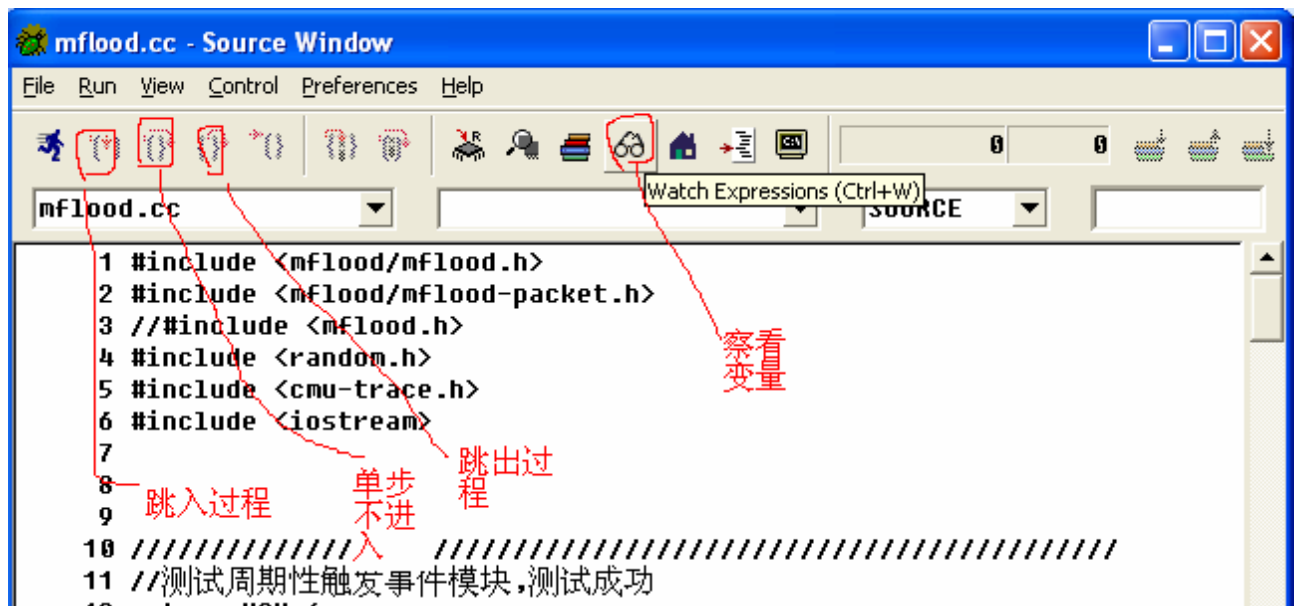 mflood.cc - Source Window
File Run View Control Preferences Help
0 0
Watch Expressions (Ctrl+W)
mflood.cc SOURCE
1 #include <mflood/mflood.h>
2 #include <mflood/mflood-packet.h>
3 //#include <mflood.h>
4 #include <random.h>
5 #include <cmu-trace.h>
6 #include <iostream>
7
8
9
10 ////////////// ///////////////////////////////////////////
11 //测试周期性触发事件模块,测试成功
察看
变量
跳出过
程
单步
不进
入
跳入过程